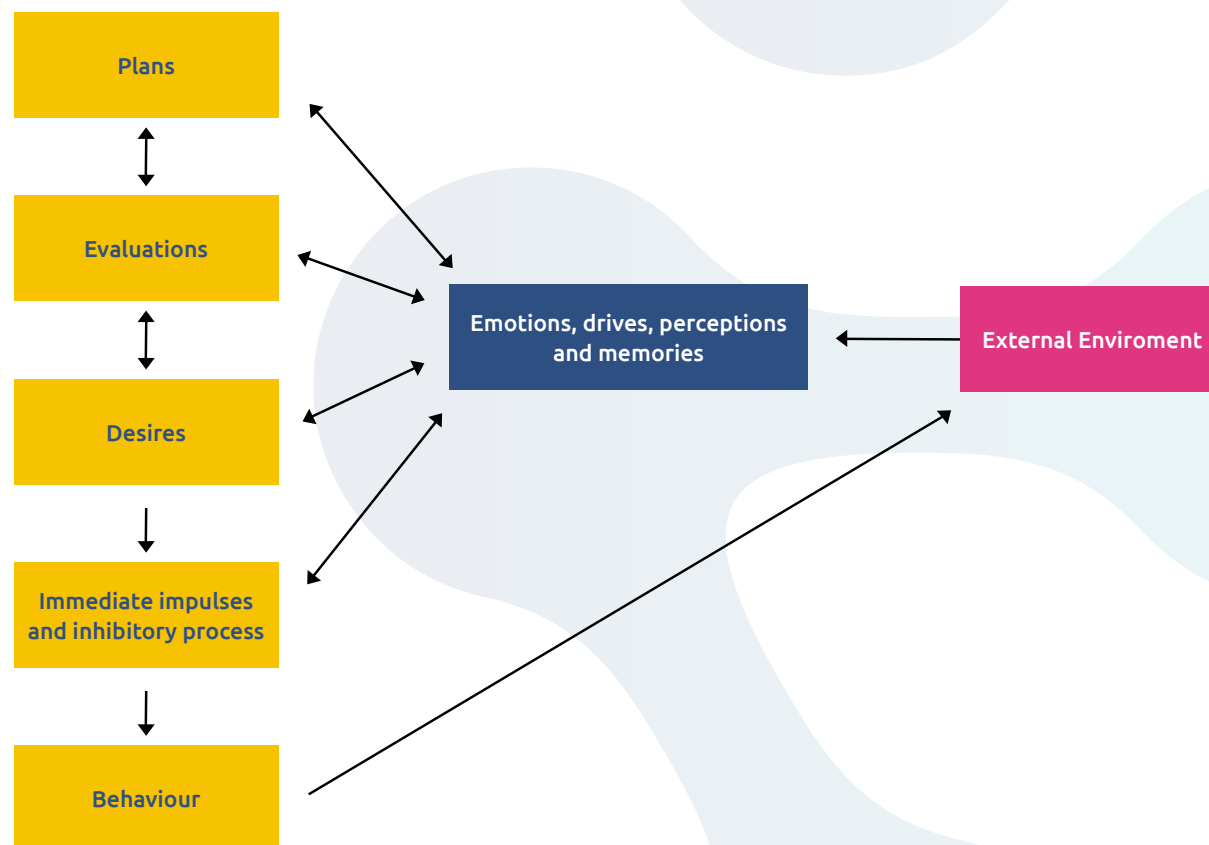 Plans
Evaluations
Emotions, drives, perceptions
and memories
External Enviroment
Desires
Immediate impulses
and inhibitory process
Behaviour